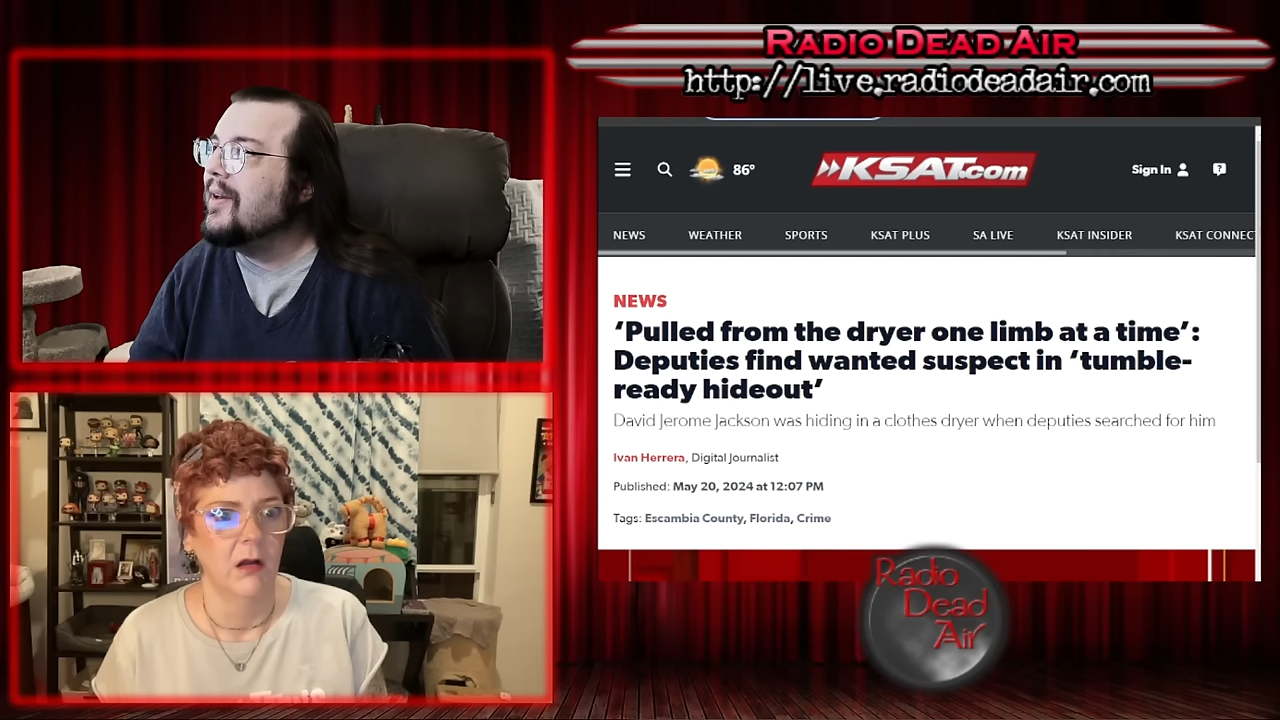 Radio Dead Air
http://live.radiodeadair.com
86°
KSAT.com
Sign In
NEWS WEATHER SPORTS KSAT PLUS SA LIVE KSAT INSIDER KSAT CONNEC
NEWS
‘Pulled from the dryer one limb at a time’:
Deputies find wanted suspect in ‘tumble-
ready hideout’
David Jerome Jackson was hiding in a clothes dryer when deputies searched for him
Ivan Herrera, Digital Journalist
Published: May 20, 2024 at 12:07 PM
Tags: Escambia County, Florida, Crime
Radio
Dead
Air